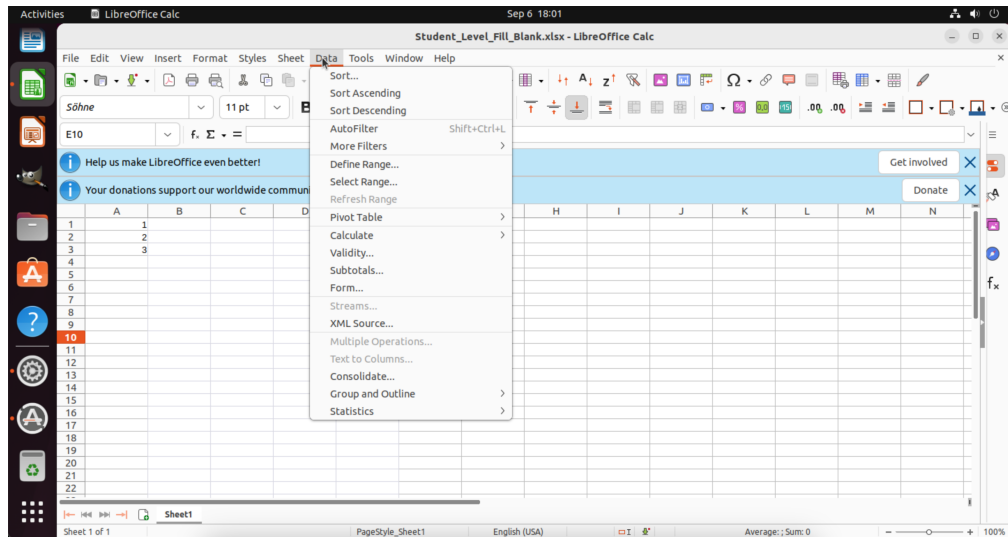 Activities LibreOffice Calc Sep 6 18:01
Student_Level_Fill_Blank.xlsx - LibreOffice Calc
File Edit View Insert Format Styles Sheet Data Tools Window Help
Söhne 11 pt B
E10 fx Σ =
Help us make LibreOffice even better! Get involved
Your donations support our worldwide Donate
A B C D H I J K L M N
1 1
2 2
3 3
4
5
6
7
8
9
10
11
12
13
14
15
16
17
18
19
20
21
22
Sort...
Sort Ascending
Sort Descending
AutoFilter Shift+Ctrl+L
More Filters
Define Range...
Select Range...
Refresh Range
Pivot Table
Calculate
Validity...
Subtotals...
Form...
Streams...
XML Source...
Multiple Operations...
Text to Columns...
Consolidate...
Group and Outline
Statistics
Sheet1
Sheet 1 of 1 PageStyle_Sheet1 English (USA) Average: ; Sum: 0 100%